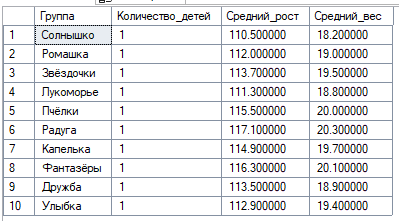 Группа Количество_детей Средний_рост Средний_вес
1 Солнышко 1 110.500000 18.200000
2 Ромашка 1 112.000000 19.000000
3 Звёздочки 1 113.700000 19.500000
4 Лукоморье 1 111.300000 18.800000
5 Пчёлки 1 115.500000 20.000000
6 Радуга 1 117.100000 20.300000
7 Капелька 1 114.900000 19.700000
8 Фантазёры 1 116.300000 20.100000
9 Дружба 1 113.500000 18.900000
10 Улыбка 1 112.900000 19.400000